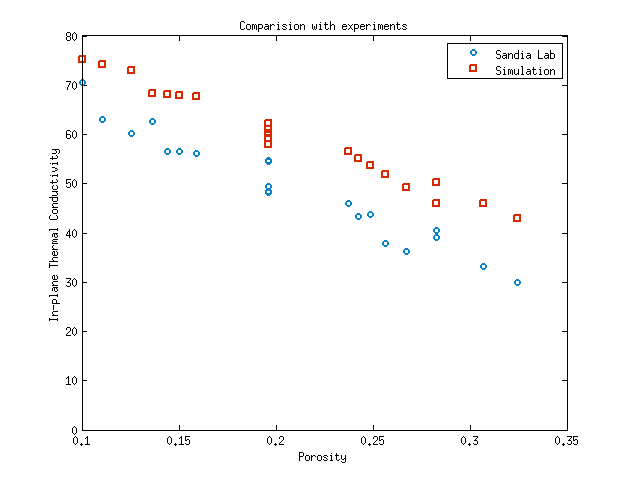 Comparision with experiments
80
70
60
50
40
30
20
10
0
In-plane Thermal Conductivity
Sandia Lab
Simulation
0.1 0.15 0.2 0.25 0.3 0.35
Porosity